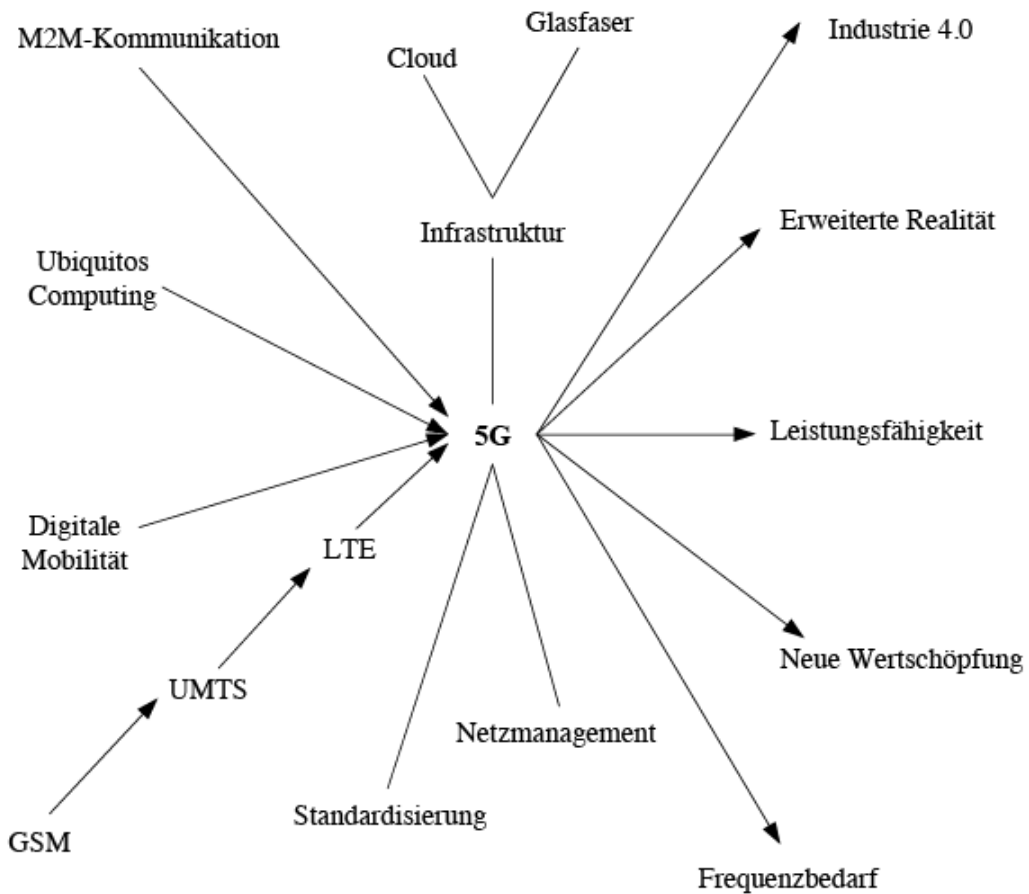 M2M-Kommunikation
Cloud
Glasfaser
Industrie 4.0
Infrastruktur
Erweiterte Realität
Ubiquitos
Computing
5G
Leistungsfähigkeit
Digitale
Mobilität
LTE
UMTS
Neue Wertschöpfung
Netzmanagement
Standardisierung
GSM
Frequenzbedarf